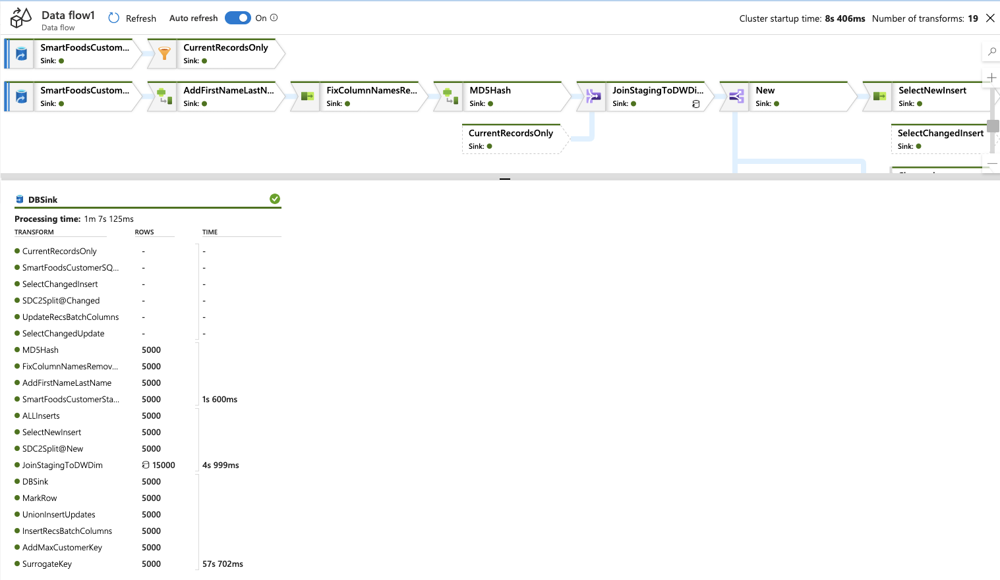 Data flow1
Data flow
Refresh
Auto refresh
On
Cluster startup time: 8s 406ms
Number of transforms: 19
SmartFoodsCustom...
Sink:
CurrentRecordsOnly
Sink:
SmartFoodsCustom...
Sink:
AddFirstNameLastN...
Sink:
FixColumnNamesRe...
Sink:
MD5Hash
Sink:
JoinStagingToDWDi...
Sink:
New
Sink:
SelectNewInsert
Sink:
CurrentRecordsOnly
Sink:
SelectChangedInsert
Sink:
DBSink
Processing time: 1m 7s 125ms
TRANSFORM ROWS TIME
CurrentRecordsOnly - -
SmartFoodsCustomerSQ... - -
SelectChangedInsert - -
SDC2Split@Changed - -
UpdateRecsBatchColumns - -
SelectChangedUpdate - -
MD5Hash 5000
FixColumnNamesRemov... 5000
AddFirstNameLastName 5000
SmartFoodsCustomerSta... 5000 1s 600ms
ALLInserts 5000
SelectNewInsert 5000
SDC2Split@New 5000
JoinStagingToDWDim 15000 4s 999ms
DBSink 5000
MarkRow 5000
UnionInsertUpdates 5000
InsertRecsBatchColumns 5000
AddMaxCustomerKey 5000
SurrogateKey 5000 57s 702ms